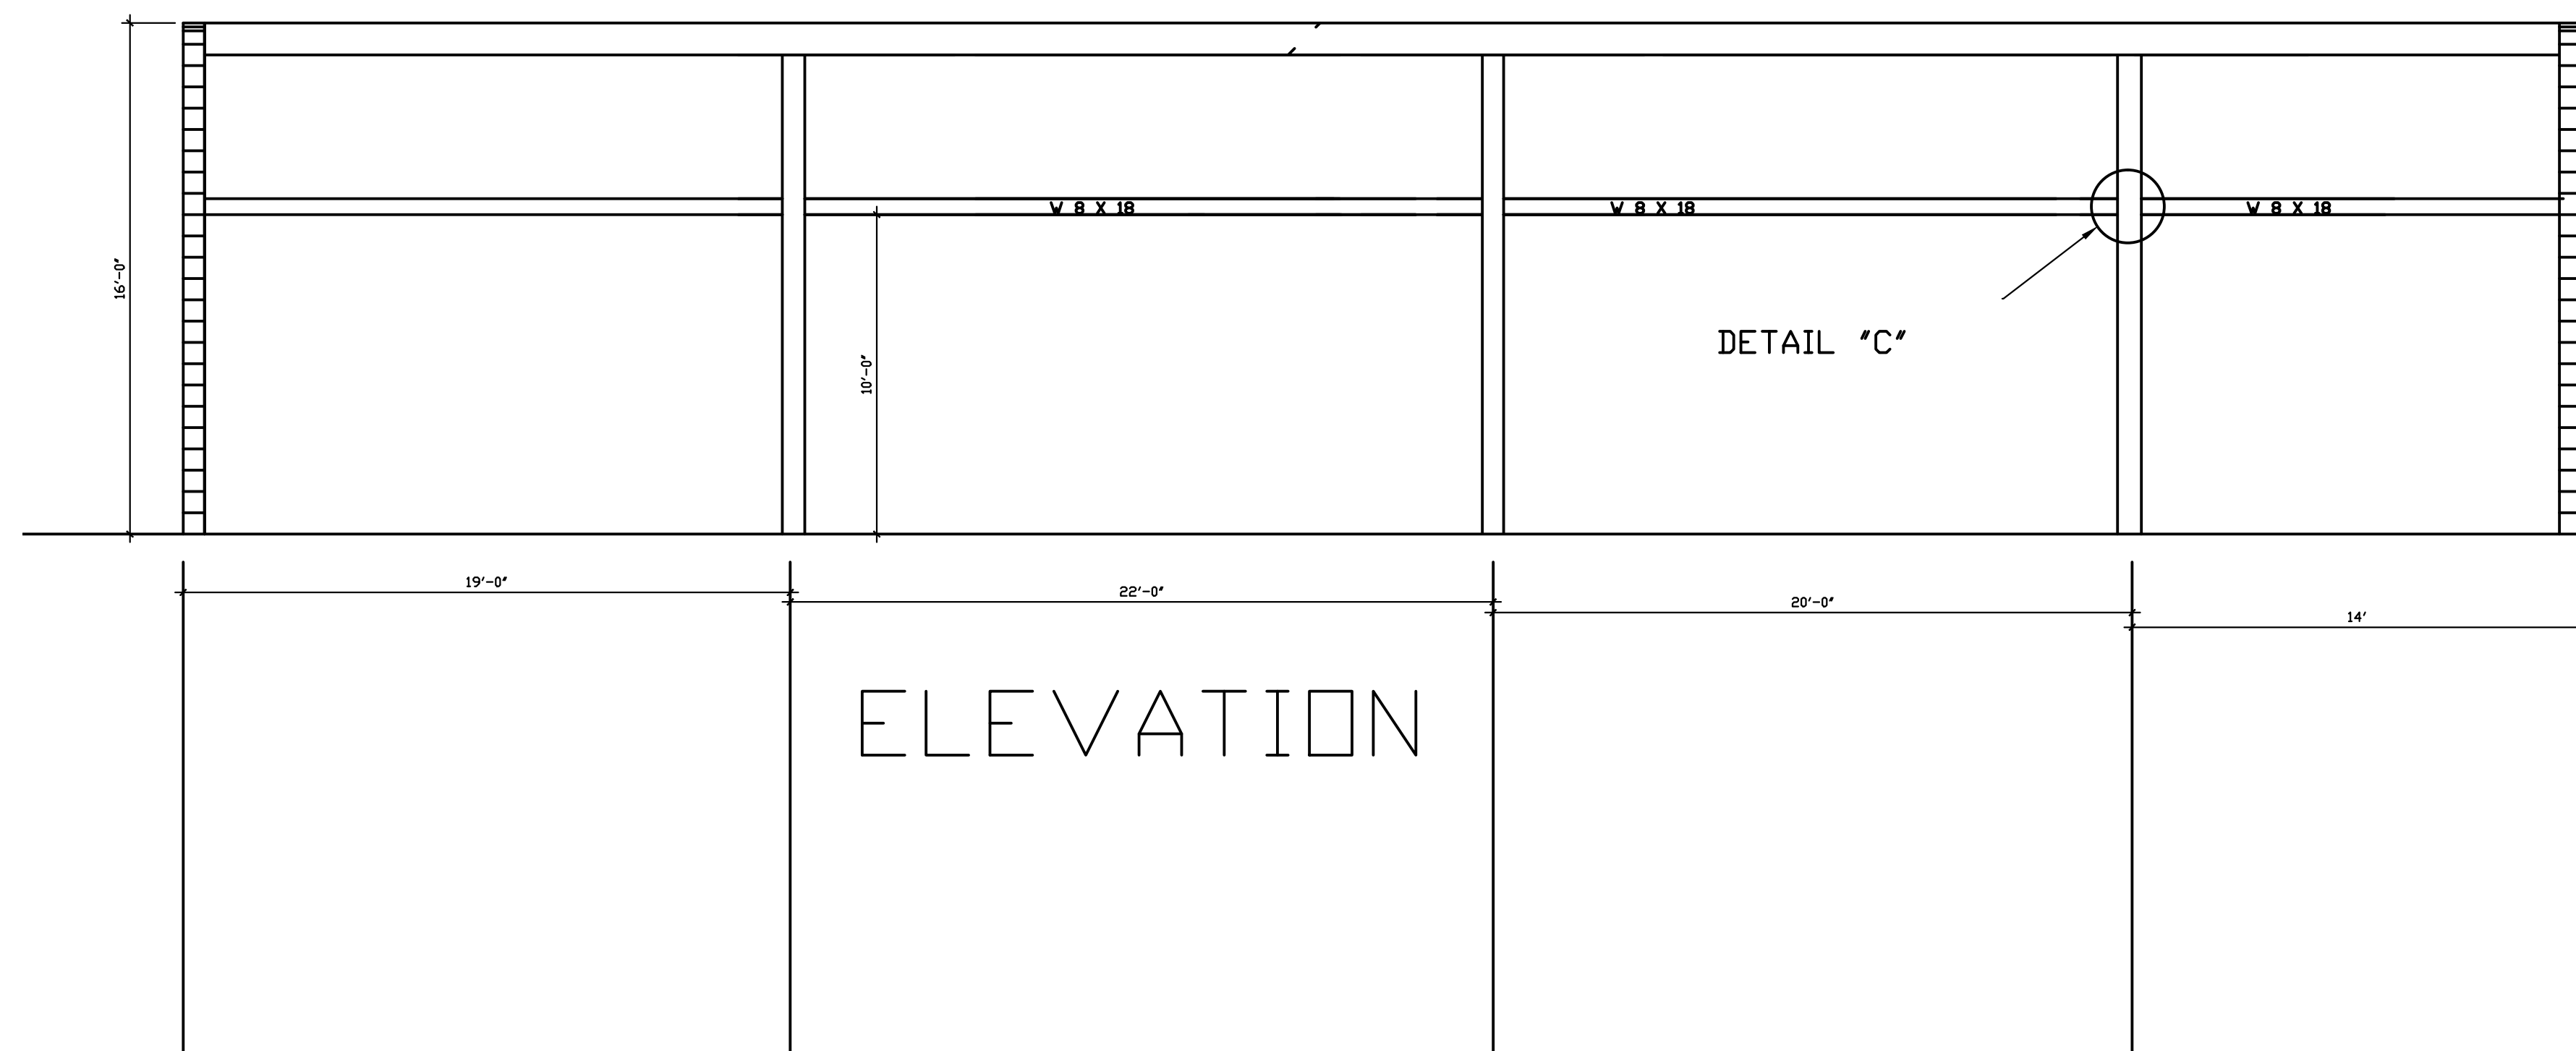 W 8 X 18
W 8 X 18
W 8 X 18
16'-0"
DETAIL "C"
10'-0"
19'-0"
22'-0"
20'-0"
14'
ELEVATION